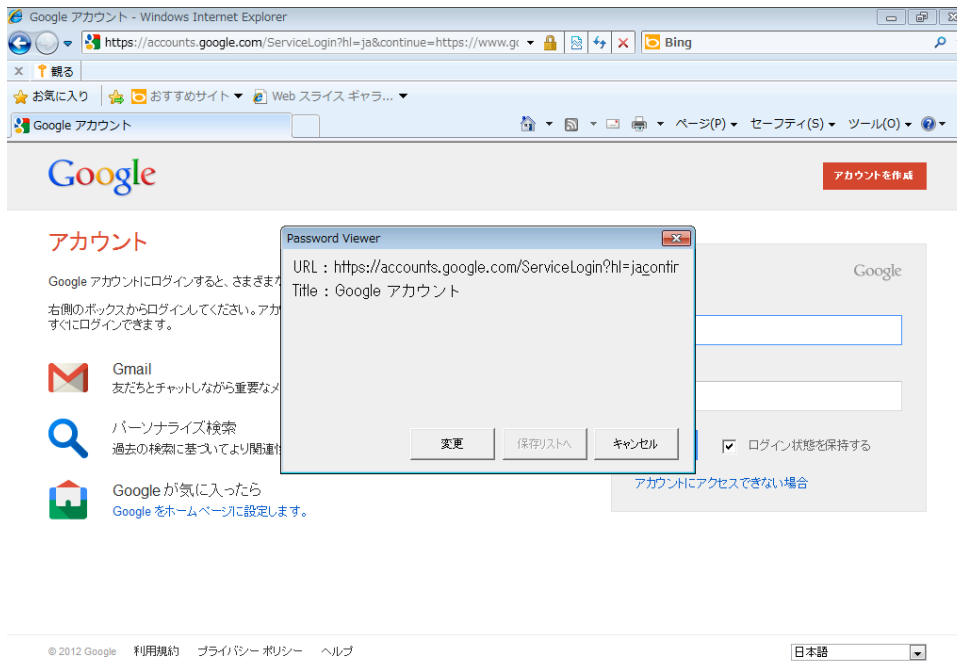 Google アカウント - Windows Internet Explorer
https://accounts.google.com/ServiceLogin?hl=ja&continue=https://www.gc
Bing
x 観る
お気に入り おすすめサイト ▼ Web スライス ギャラ... ▼
Google アカウント
ページ(P) セーフティ(S) ツール(O)
Google
アカウントを作成
アカウント
Google アカウントにログインすると、さまざまな
右側のボックスからログインしてください。アカ
すぐにログインできます。
Gmail
友だちとチャットしながら重要なメ
パーソナライズ検索
過去の検索に基づいてより関連性
Google が気に入ったら
Google をホームページに設定します。
Password Viewer
URL : https://accounts.google.com/ServiceLogin?hl=ja&contin
Title : Google アカウント
変更
保存リストへ
キャンセル
Google
ログイン状態を保持する
アカウントにアクセスできない場合
© 2012 Google 利用規約 プライバシー ポリシー ヘルプ
日本語